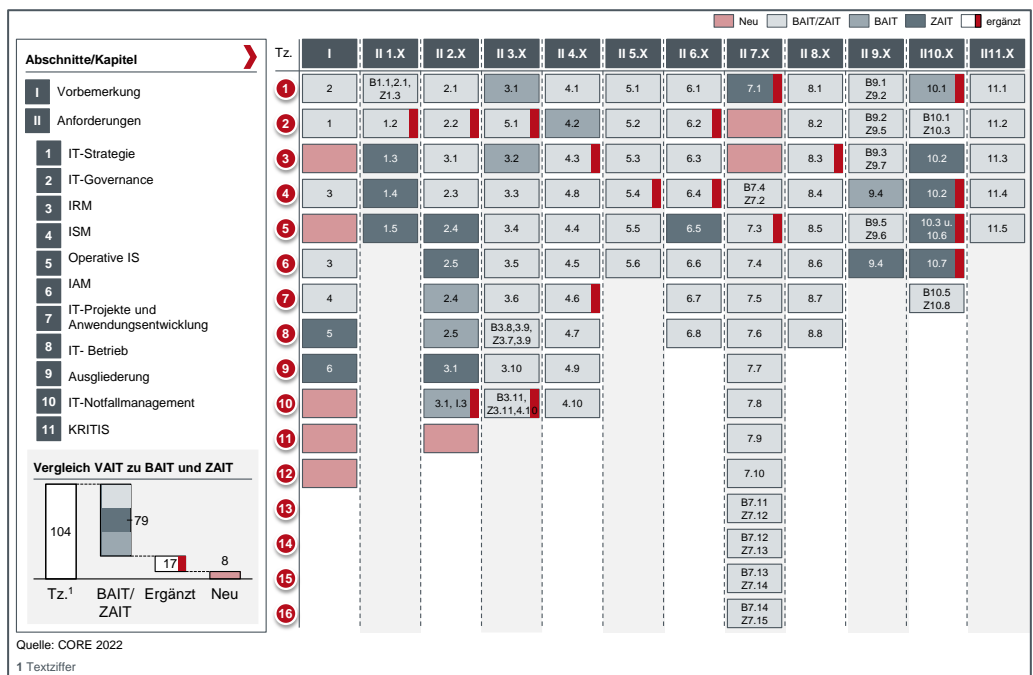 Neu BAIT/ZAIT BAIT ZAIT ergänzt
Abschnitte/Kapitel
I Vorbemerkung
II Anforderungen
1 IT-Strategie
2 IT-Governance
3 IRM
4 ISM
5 Operative IS
6 IAM
7 IT-Projekte und
Anwendungsentwicklung
8 IT- Betrieb
9 Ausgliederung
10 IT-Notfallmanagement
11 KRITIS
Vergleich VAIT zu BAIT und ZAIT
104
79
17
8
Tz.¹ BAIT/ Ergänzt Neu
ZAIT
Tz. I II 1.X II 2.X II 3.X II 4.X II 5.X II 6.X II 7.X II 8.X II 9.X II10.X II11.X
1 2 B1.1,2.1, Z1.3 2.1 3.1 4.1 5.1 6.1 7.1 8.1 B9.1 Z9.2 10.1 11.1
2 1 1.2 2.2 5.1 4.2 5.2 6.2 8.2 B9.2 Z9.5 B10.1 Z10.3 11.2
3 1.3 3.1 3.2 4.3 5.3 6.3 8.3 B9.3 Z9.7 10.2 11.3
4 3 1.4 2.3 3.3 4.8 5.4 6.4 B7.4 Z7.2 8.4 9.4 10.2 11.4
5 1.5 2.4 3.4 4.4 5.5 6.5 7.3 8.5 B9.5 Z9.6 10.3 u. 10.6 11.5
6 3 2.5 3.5 4.5 5.6 6.6 7.4 8.6 9.4 10.7
7 4 2.4 3.6 4.6 6.7 7.5 8.7 B10.5 Z10.8
8 5 2.5 B3.8,3.9, Z3.7,3.9 4.7 6.8 7.6 8.8
9 6 3.1 3.10 4.9 7.7
10 3.1, I.3 B3.11, Z3.11,4.10 4.10 7.8
11 7.9
12 7.10
13 B7.11 Z7.12
14 B7.12 Z7.13
15 B7.13 Z7.14
16 B7.14 Z7.15
Quelle: CORE 2022
1 Textziffer